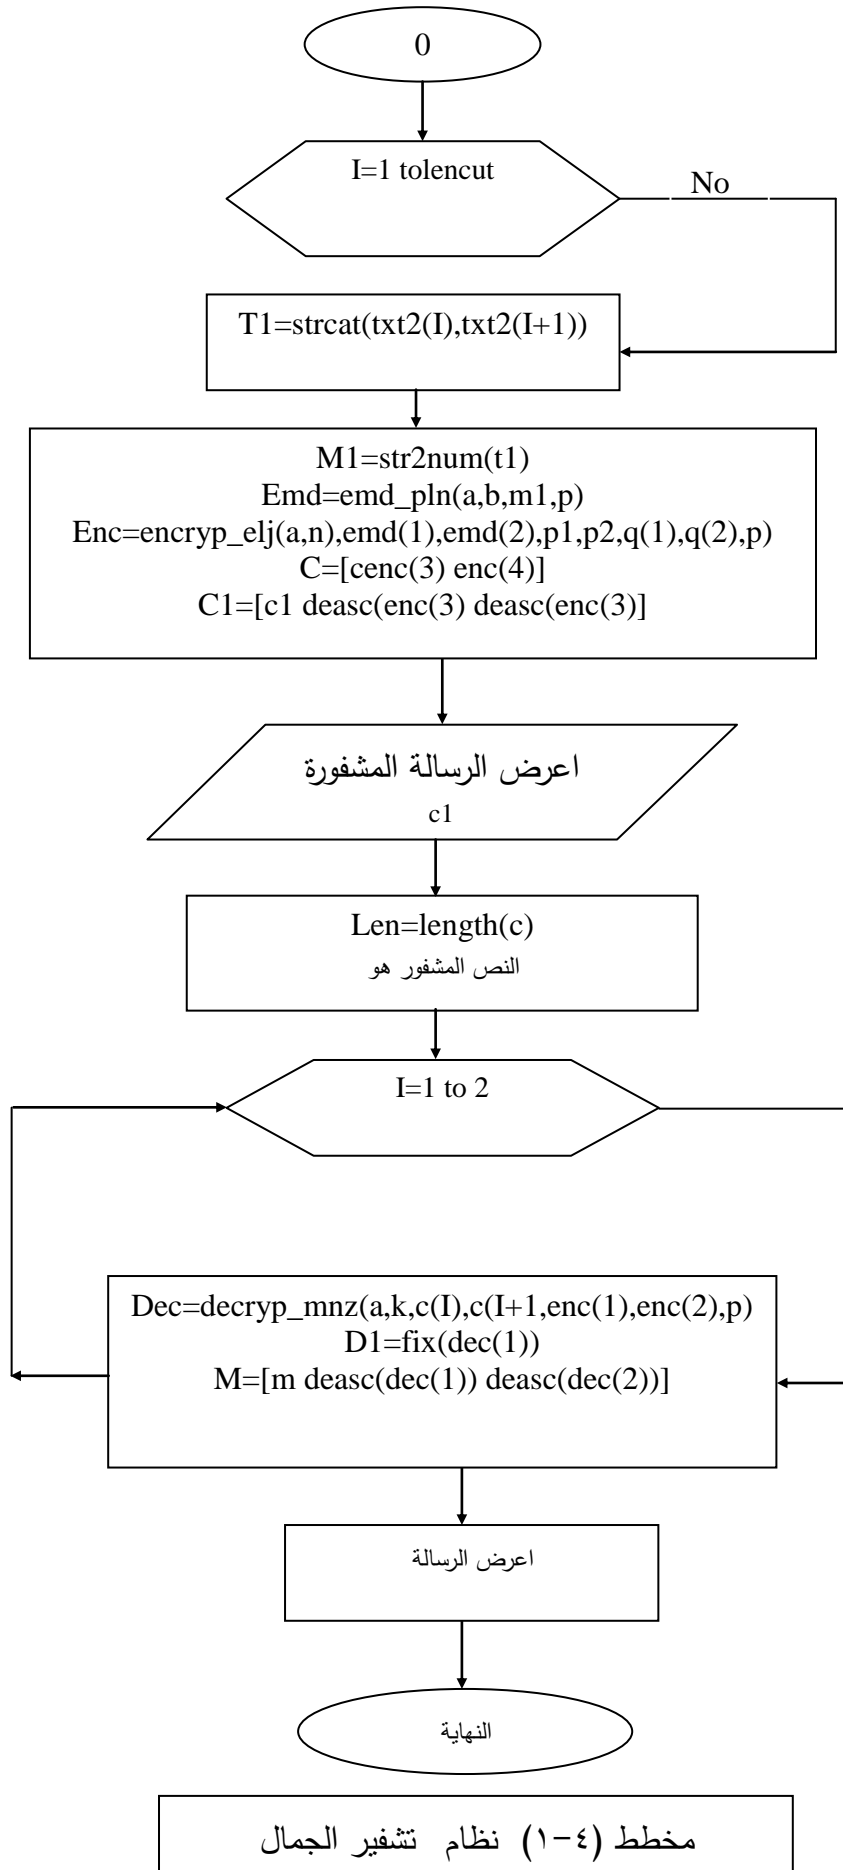 0
I=1 tolencut
No
T1=strcat(txt2(I),txt2(I+1))
M1=str2num(t1)
Emd=emd_pln(a,b,m1,p)
Enc=encryp_elj(a,n),emd(1),emd(2),p1,p2,q(1),q(2),p)
C=[cenc(3) enc(4)]
C1=[c1 deasc(enc(3) deasc(enc(3)]
اعرض الرسالة المشفورة
c1
Len=length(c)
النص المشفور هو
I=1 to 2
Dec=decryp_mnz(a,k,c(I),c(I+1,enc(1),enc(2),p)
D1=fix(dec(1))
M=[m deasc(dec(1)) deasc(dec(2))]
اعرض الرسالة
النهاية
مخطط (٤-١) نظام تشفير الجمال